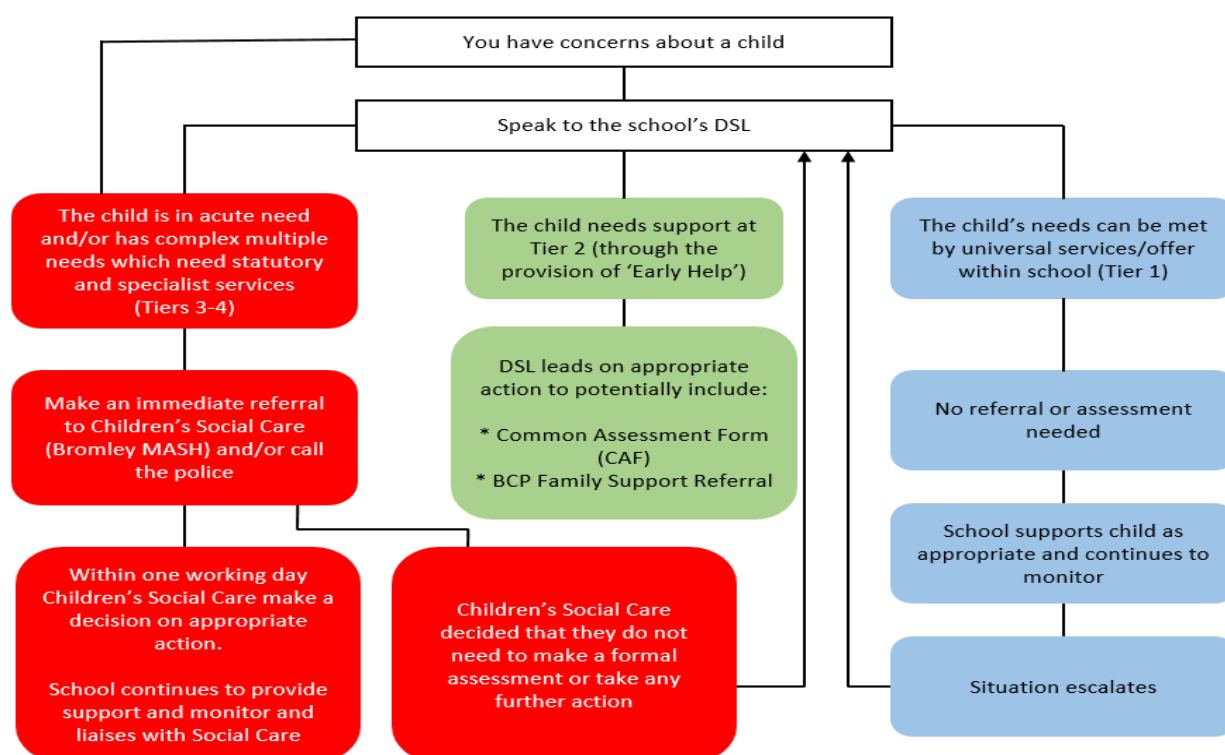 You have concerns about a child
Speak to the school’s DSL
The child is in acute need
and/or has complex multiple
needs which need statutory
and specialist services
(Tiers 3-4)
Make an immediate referral
to Children’s Social Care
(Bromley MASH) and/or call
the police
Within one working day
Children’s Social Care make a
decision on appropriate
action.
School continues to provide
support and monitor and
liaises with Social Care
Children’s Social Care
decided that they do not
need to make a formal
assessment or take any
further action
The child needs support at
Tier 2 (through the
provision of ‘Early Help’)
DSL leads on appropriate
action to potentially include:
* Common Assessment Form
(CAF)
* BCP Family Support Referral
The child’s needs can be met
by universal services/offer
within school (Tier 1)
No referral or assessment
needed
School supports child as
appropriate and continues to
monitor
Situation escalates